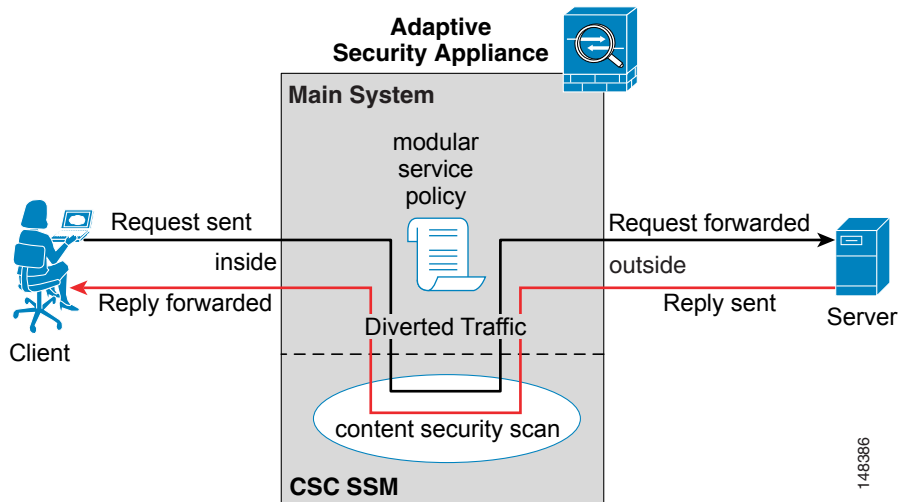 Adaptive
Security Appliance
Main System
modular
service
policy
Request sent
Request forwarded
inside
outside
Reply forwarded
Reply sent
Diverted Traffic
Client
Server
content security scan
CSC SSM
148386